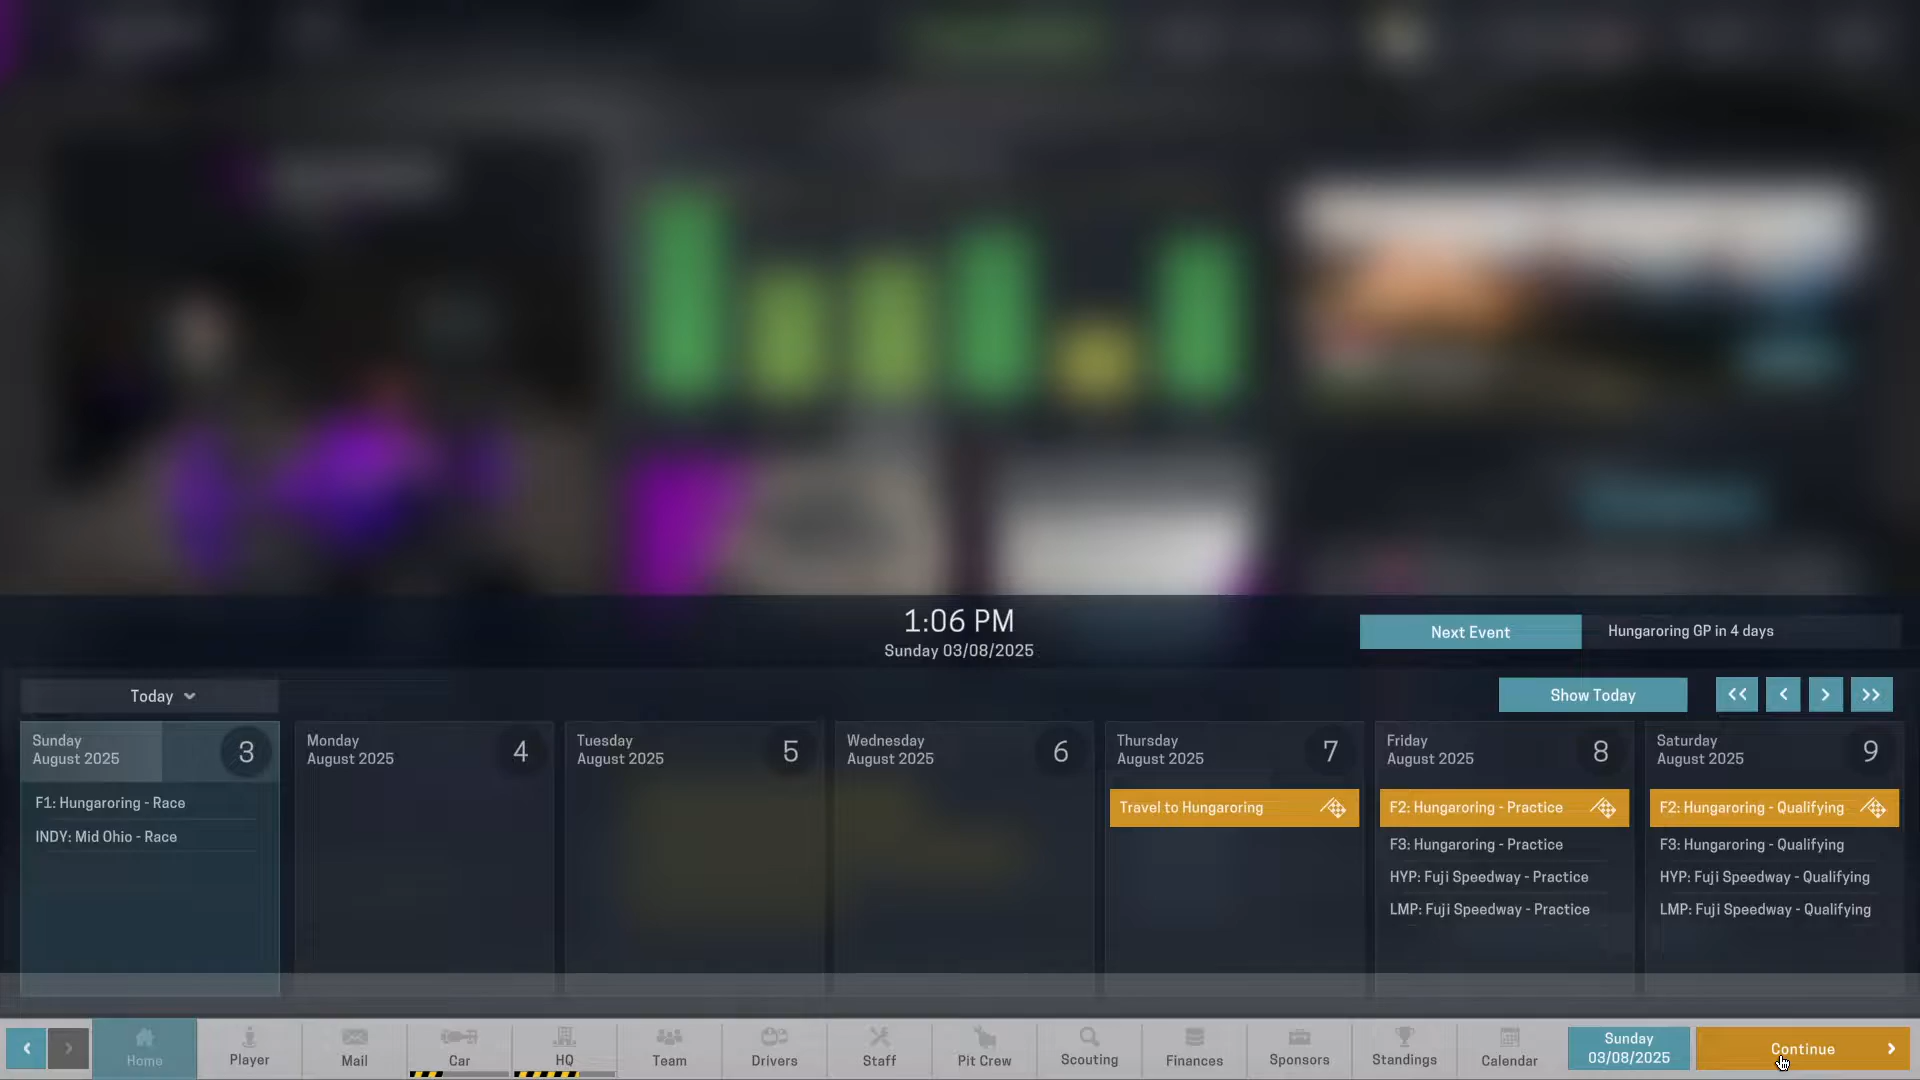 1:06 PM
Sunday 03/08/2025
Next Event
Hungaroring GP in 4 days
Today
Show Today
Sunday
August 2025
3
F1: Hungaroring - Race
INDY: Mid Ohio - Race
Monday
August 2025
4
Tuesday
August 2025
5
Wednesday
August 2025
6
Thursday
August 2025
7
Travel to Hungaroring
Friday
August 2025
8
F2: Hungaroring - Practice
F3: Hungaroring - Practice
HYP: Fuji Speedway - Practice
LMP: Fuji Speedway - Practice
Saturday
August 2025
9
F2: Hungaroring - Qualifying
F3: Hungaroring - Qualifying
HYP: Fuji Speedway - Qualifying
LMP: Fuji Speedway - Qualifying
Home
Player
Mail
Car
HQ
Team
Drivers
Staff
Pit Crew
Scouting
Finances
Sponsors
Standings
Calendar
Sunday
03/08/2025
Continue